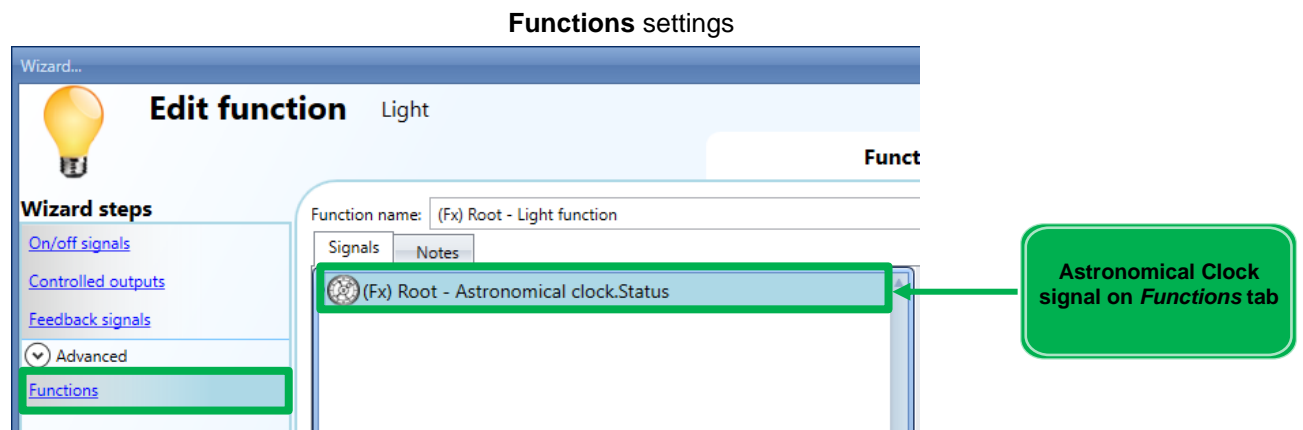 Functions settings
Wizard...
Edit function Light
Funct
Wizard steps
On/off signals
Controlled outputs
Feedback signals
Advanced
Functions
Function name: (Fx) Root - Light function
Signals Notes
(Fx) Root - Astronomical clock.Status
Astronomical Clock
signal on Functions tab